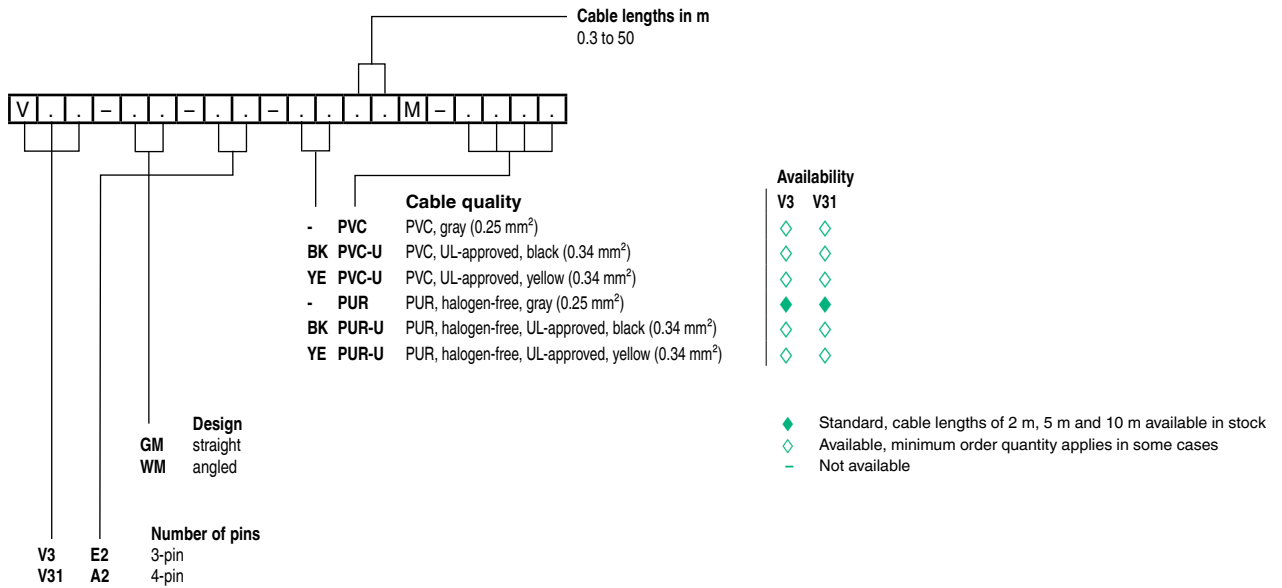 Cable lengths in m
0.3 to 50
V . . – . . – . . – . . . . M – . . . .
Cable quality
- PVC PVC, gray (0.25 mm²)
BK PVC-U PVC, UL-approved, black (0.34 mm²)
YE PVC-U PVC, UL-approved, yellow (0.34 mm²)
- PUR PUR, halogen-free, gray (0.25 mm²)
BK PUR-U PUR, halogen-free, UL-approved, black (0.34 mm²)
YE PUR-U PUR, halogen-free, UL-approved, yellow (0.34 mm²)
Availability
V3 V31
◇ ◇
◇ ◇
◇ ◇
◆ ◆
◇ ◇
◇ ◇
Design
GM straight
WM angled
◆ Standard, cable lengths of 2 m, 5 m and 10 m available in stock
◇ Available, minimum order quantity applies in some cases
– Not available
Number of pins
V3 E2 3-pin
V31 A2 4-pin